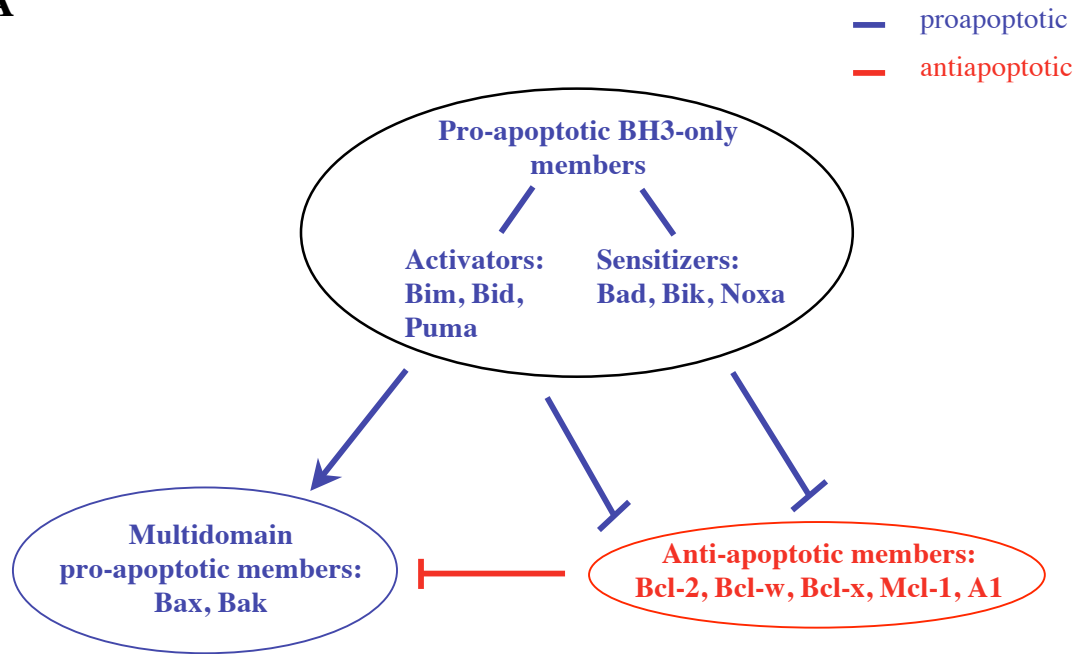 A
proapoptotic
antiapoptotic
Pro-apoptotic BH3-only
members
Activators:
Bim, Bid,
Puma
Sensitizers:
Bad, Bik, Noxa
Multidomain
pro-apoptotic members:
Bax, Bak
Anti-apoptotic members:
Bcl-2, Bcl-w, Bcl-x, Mcl-1, A1